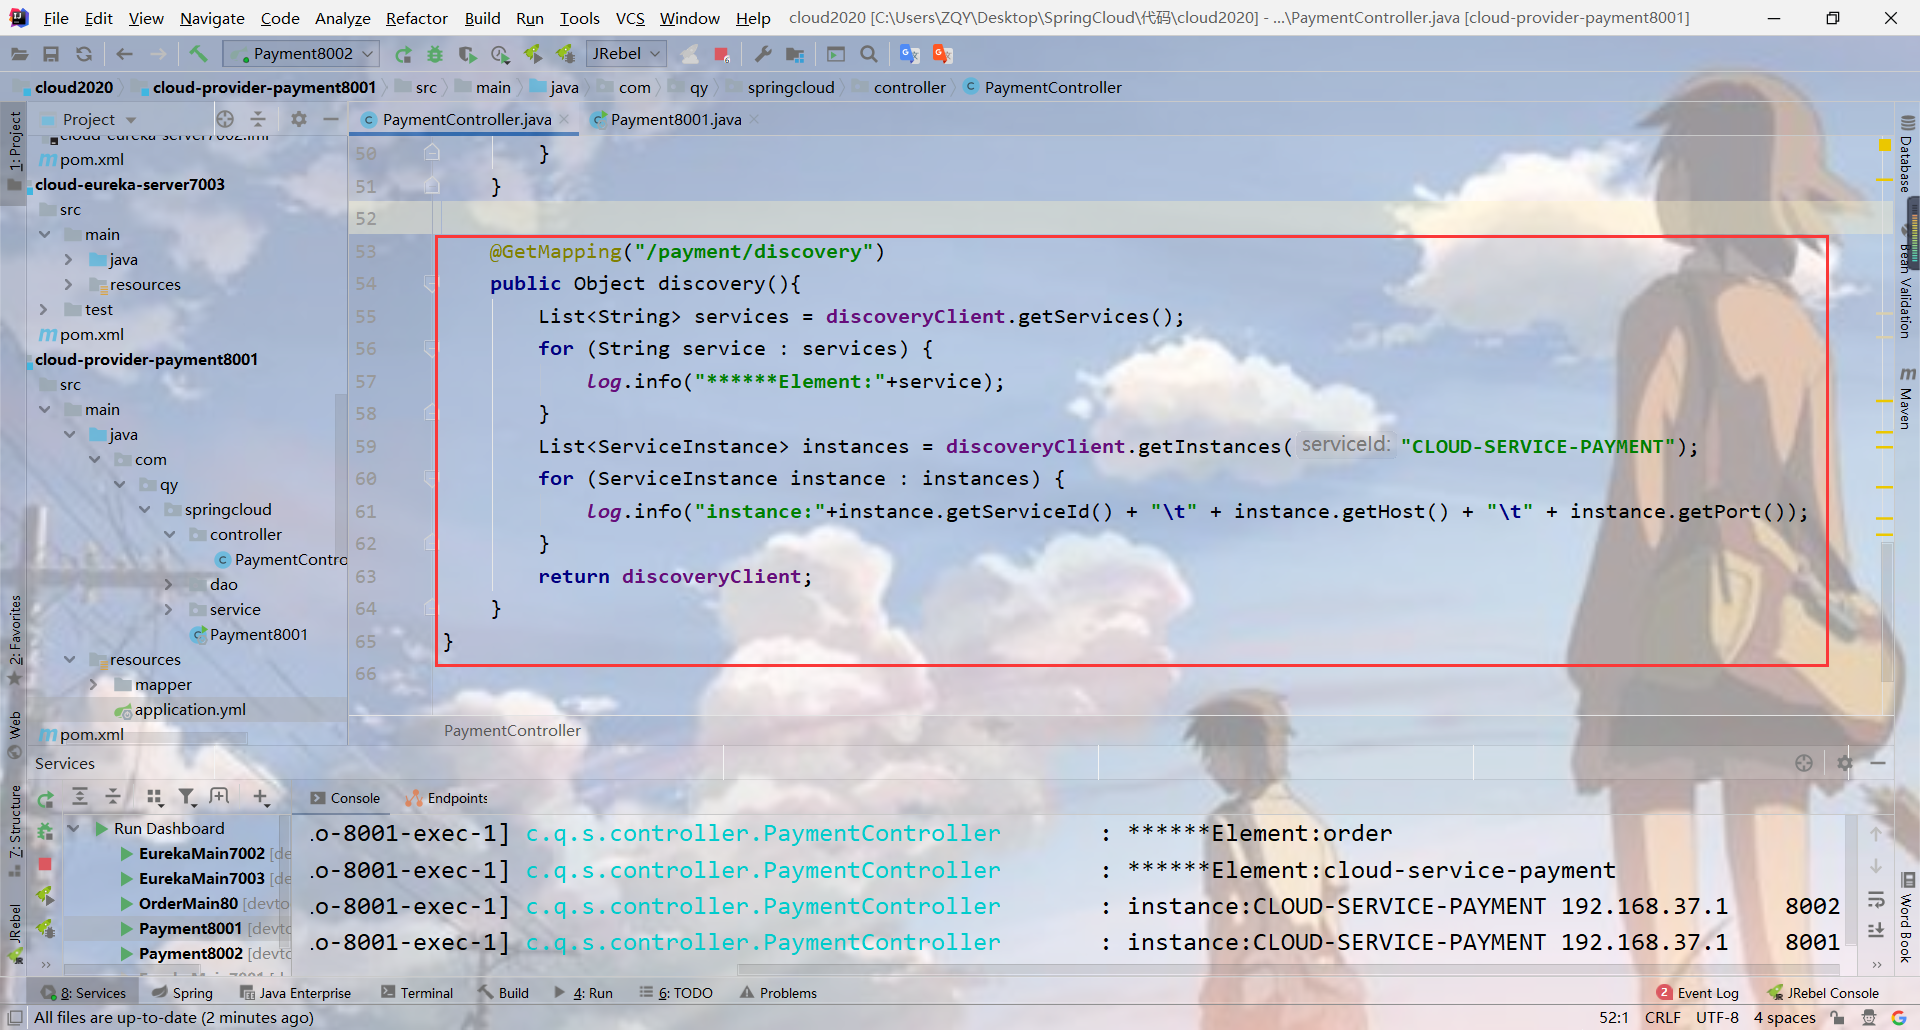 File Edit View Navigate Code Analyze Refactor Build Run Tools VCS Window Help cloud2020 [C:\Users\ZQY\Desktop\SpringCloud\代码\cloud2020] - ...\PaymentController.java [cloud-provider-payment8001]
Payment8002 JRebel
cloud2020 cloud-provider-payment8001 src main java com qy springcloud controller PaymentController
1: Project
2: Favorites
Web
7: Structure
JRebel
Project
cloud-eureka-server7002.iml
pom.xml
cloud-eureka-server7003
src
main
java
resources
test
pom.xml
cloud-provider-payment8001
src
main
java
com
qy
springcloud
controller
PaymentContro
dao
service
Payment8001
resources
mapper
application.yml
pom.xml
PaymentController.java Payment8001.java
50 }
51 }
52
53 @GetMapping("/payment/discovery")
54 public Object discovery(){
55 List<String> services = discoveryClient.getServices();
56 for (String service : services) {
57 log.info("******Element:"+service);
58 }
59 List<ServiceInstance> instances = discoveryClient.getInstances( serviceId: "CLOUD-SERVICE-PAYMENT");
60 for (ServiceInstance instance : instances) {
61 log.info("instance:"+instance.getServiceId() + "\t" + instance.getHost() + "\t" + instance.getPort());
62 }
63 return discoveryClient;
64 }
65 }
66
PaymentController
Database
Bean Validation
m Maven
Word Book
Services
Console Endpoints
Run Dashboard
EurekaMain7002 [de
EurekaMain7003 [de
OrderMain80 [devto
Payment8001 [devtc
Payment8002 [devtc
.o-8001-exec-1] c.q.s.controller.PaymentController : ******Element:order
.o-8001-exec-1] c.q.s.controller.PaymentController : ******Element:cloud-service-payment
.o-8001-exec-1] c.q.s.controller.PaymentController : instance:CLOUD-SERVICE-PAYMENT 192.168.37.1 8002
.o-8001-exec-1] c.q.s.controller.PaymentController : instance:CLOUD-SERVICE-PAYMENT 192.168.37.1 8001
8: Services Spring Java Enterprise Terminal Build 4: Run 6: TODO Problems 2 Event Log JRebel Console
All files are up-to-date (2 minutes ago) 52:1 CRLF UTF-8 4 spaces